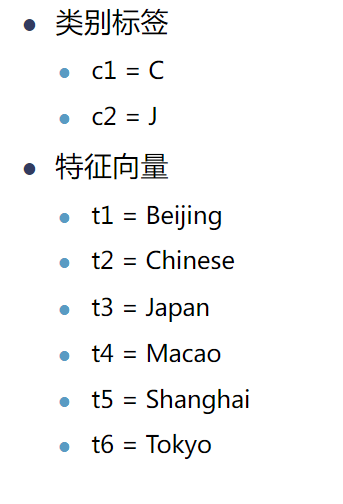 类别标签
c1 = C
c2 = J
特征向量
t1 = Beijing
t2 = Chinese
t3 = Japan
t4 = Macao
t5 = Shanghai
t6 = Tokyo